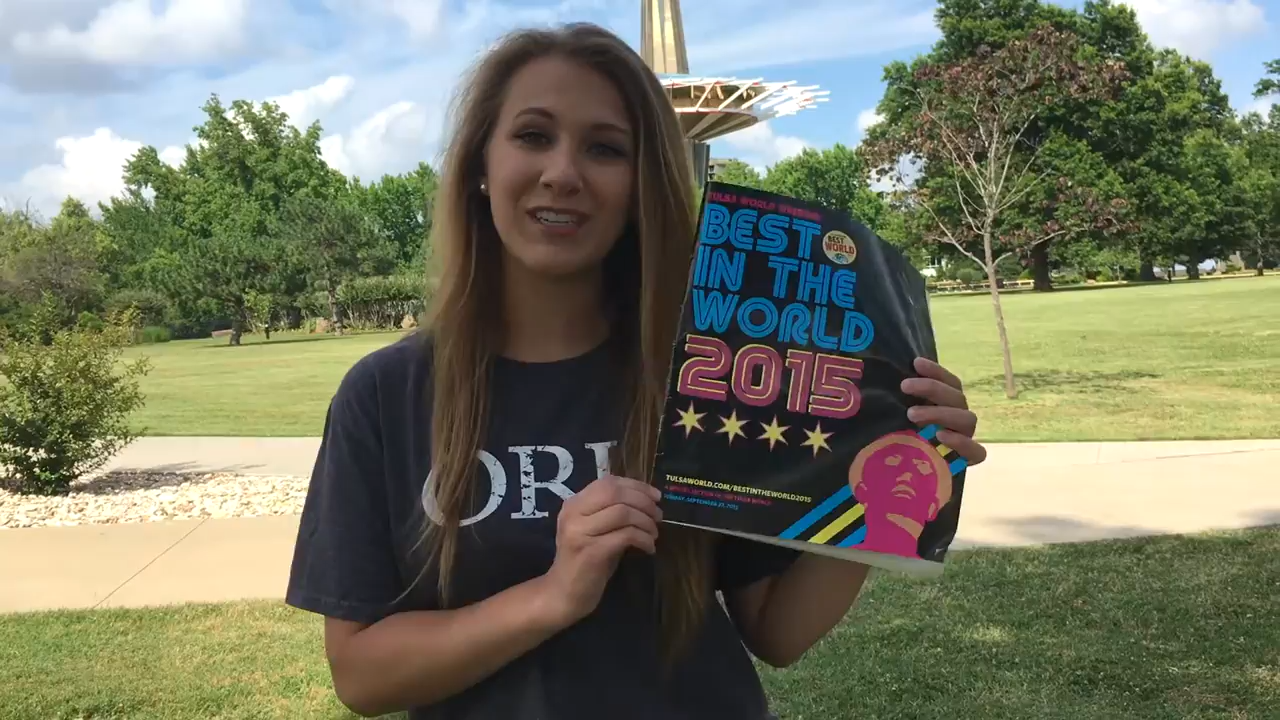 TULSA WORLD
BEST
IN THE
WORLD
2015
BEST
WORLD
TULSAWORLD.COM/BESTINTHEWORLD2015
ORU